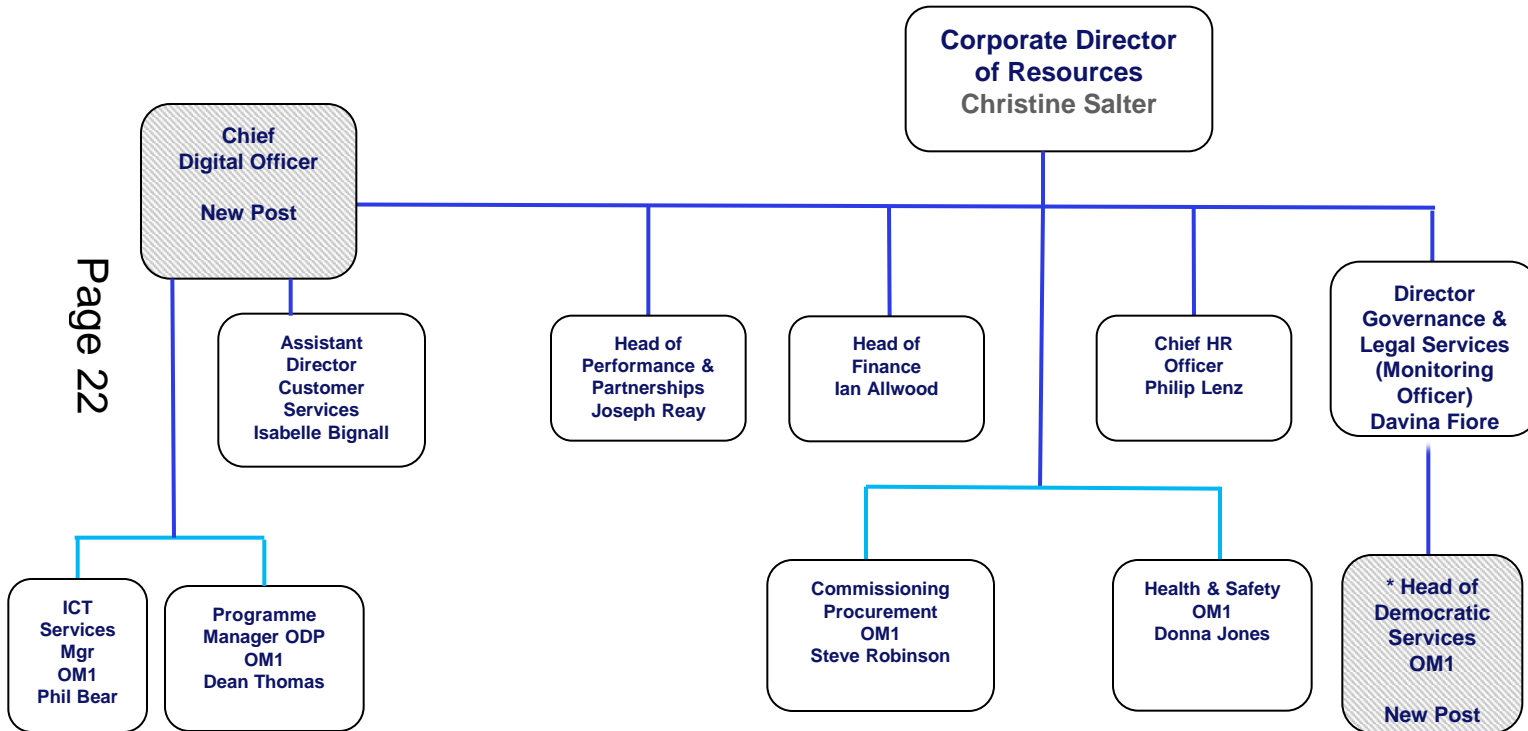 Corporate Director
of Resources
Christine Salter
Chief
Digital Officer
New Post
Page 22
Assistant
Director
Customer
Services
Isabelle Bignall
Head of
Performance &
Partnerships
Joseph Reay
Head of
Finance
Ian Allwood
Chief HR
Officer
Philip Lenz
Director
Governance &
Legal Services
(Monitoring
Officer)
Davina Fiore
ICT
Services
Mgr
OM1
Phil Bear
Programme
Manager ODP
OM1
Dean Thomas
Commissioning
Procurement
OM1
Steve Robinson
Health & Safety
OM1
Donna Jones
* Head of
Democratic
Services
OM1
New Post